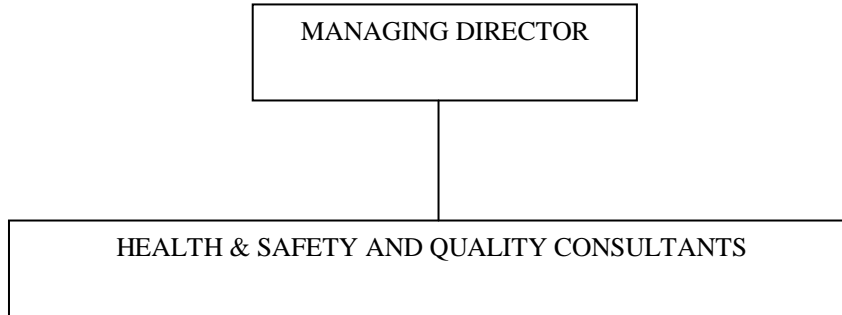 MANAGING DIRECTOR
HEALTH & SAFETY AND QUALITY CONSULTANTS